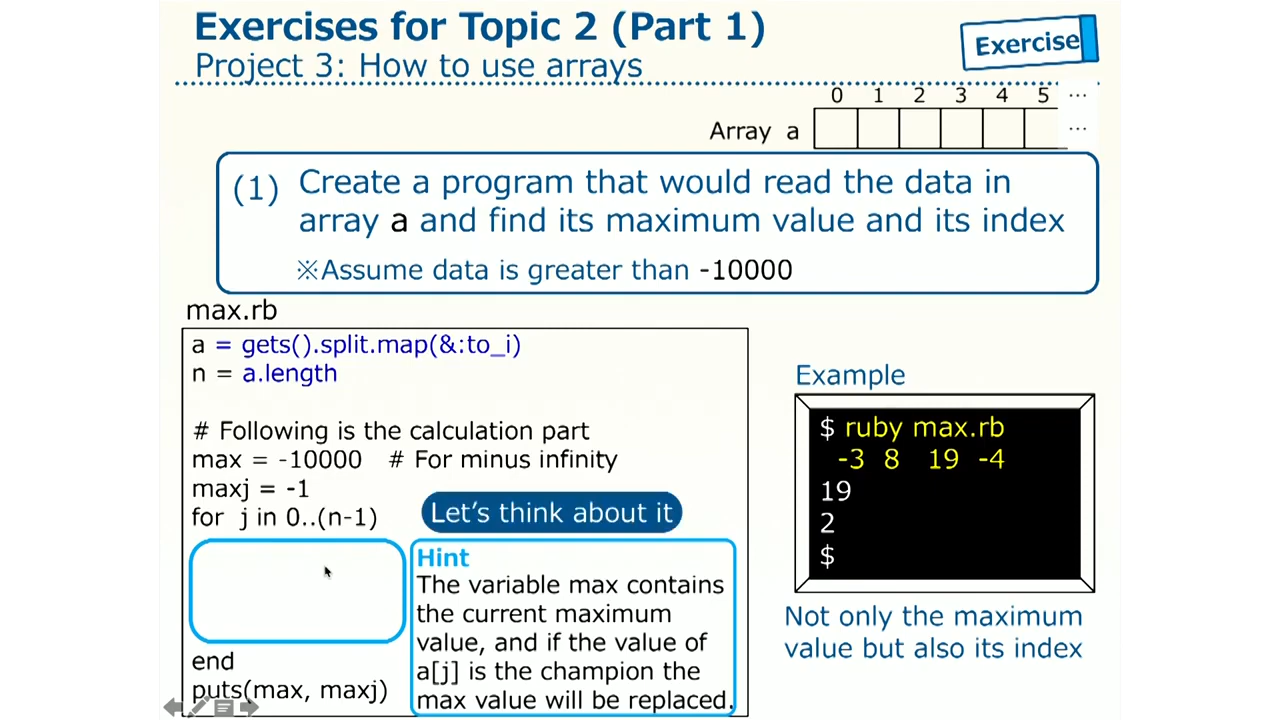 Exercises for Topic 2 (Part 1)
Project 3: How to use arrays
Exercise
0 1 2 3 4 5 …
Array a …
(1) Create a program that would read the data in
array a and find its maximum value and its index
※Assume data is greater than -10000
max.rb
a = gets().split.map(&:to_i)
n = a.length
# Following is the calculation part
max = -10000 # For minus infinity
maxj = -1
for j in 0..(n-1)
Let's think about it
Hint
The variable max contains
the current maximum
value, and if the value of
a[j] is the champion the
max value will be replaced.
end
puts(max, maxj)
Example
$ ruby max.rb
-3 8 19 -4
19
2
$
Not only the maximum
value but also its index